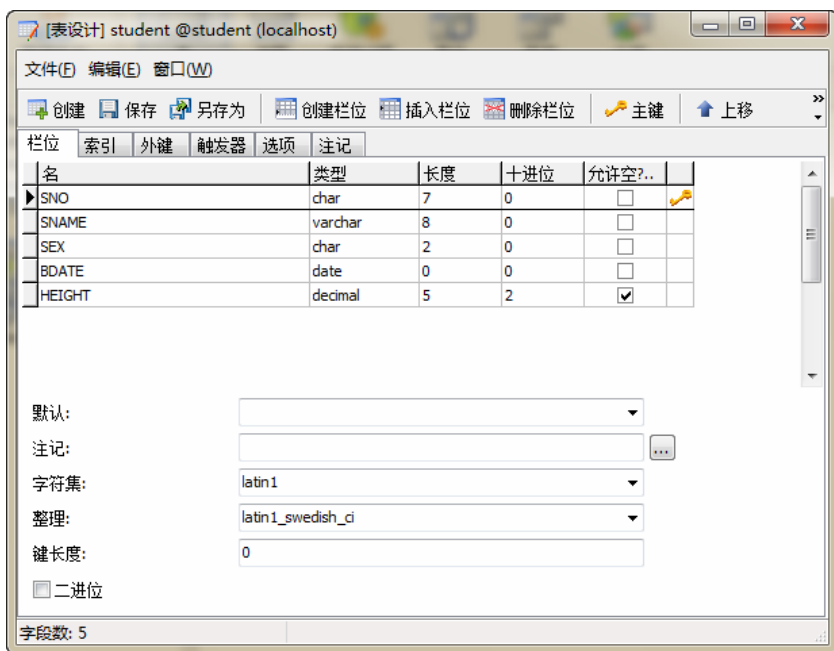 [表设计] student @student (localhost)
文件(F) 编辑(E) 窗口(W)
创建 保存 另存为 创建栏位 插入栏位 删除栏位 主键 上移 »
栏位 索引 外键 触发器 选项 注记
名 类型 长度 十进位 允许空?..
SNO char 7 0
SNAME varchar 8 0
SEX char 2 0
BDATE date 0 0
HEIGHT decimal 5 2
默认:
注记: ...
字符集: latin1
整理: latin1_swedish_ci
键长度: 0
二进位
字段数: 5